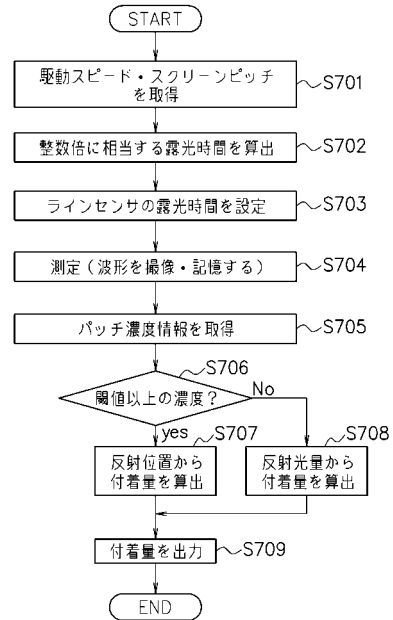 START
駆動スピード・スクリーンピッチ
を取得
S701
整数倍に相当する露光時間を算出
S702
ラインセンサの露光時間を設定
S703
測定（波形を撮像・記憶する）
S704
パッチ濃度情報を取得
S705
S706
閾値以上の濃度？
No
yes
S707
反射位置から
付着量を算出
S708
反射光量から
付着量を算出
付着量を出力
S709
END